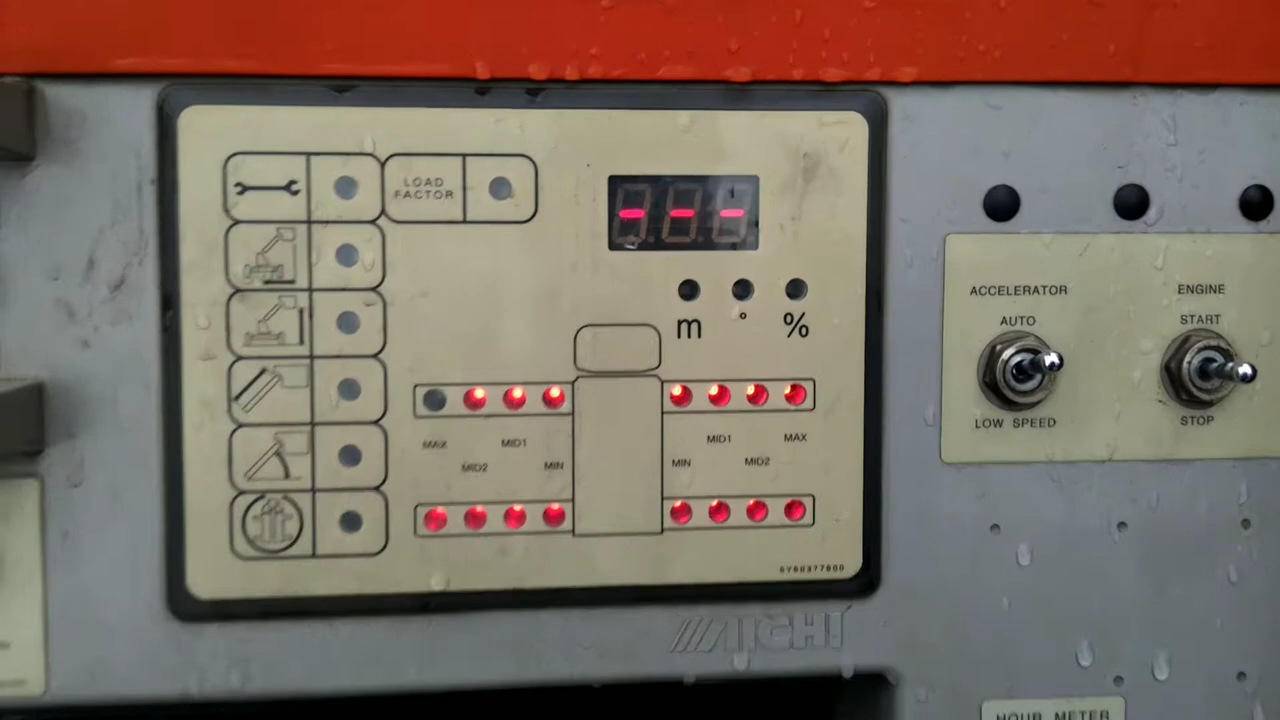 LOAD
FACTOR
---
m ° %
MAX MID1
MID2 MIN
MID1 MAX
MIN MID2
6Y60377600
AICHI
ACCELERATOR
AUTO
LOW SPEED
ENGINE
START
STOP
HOUR METER